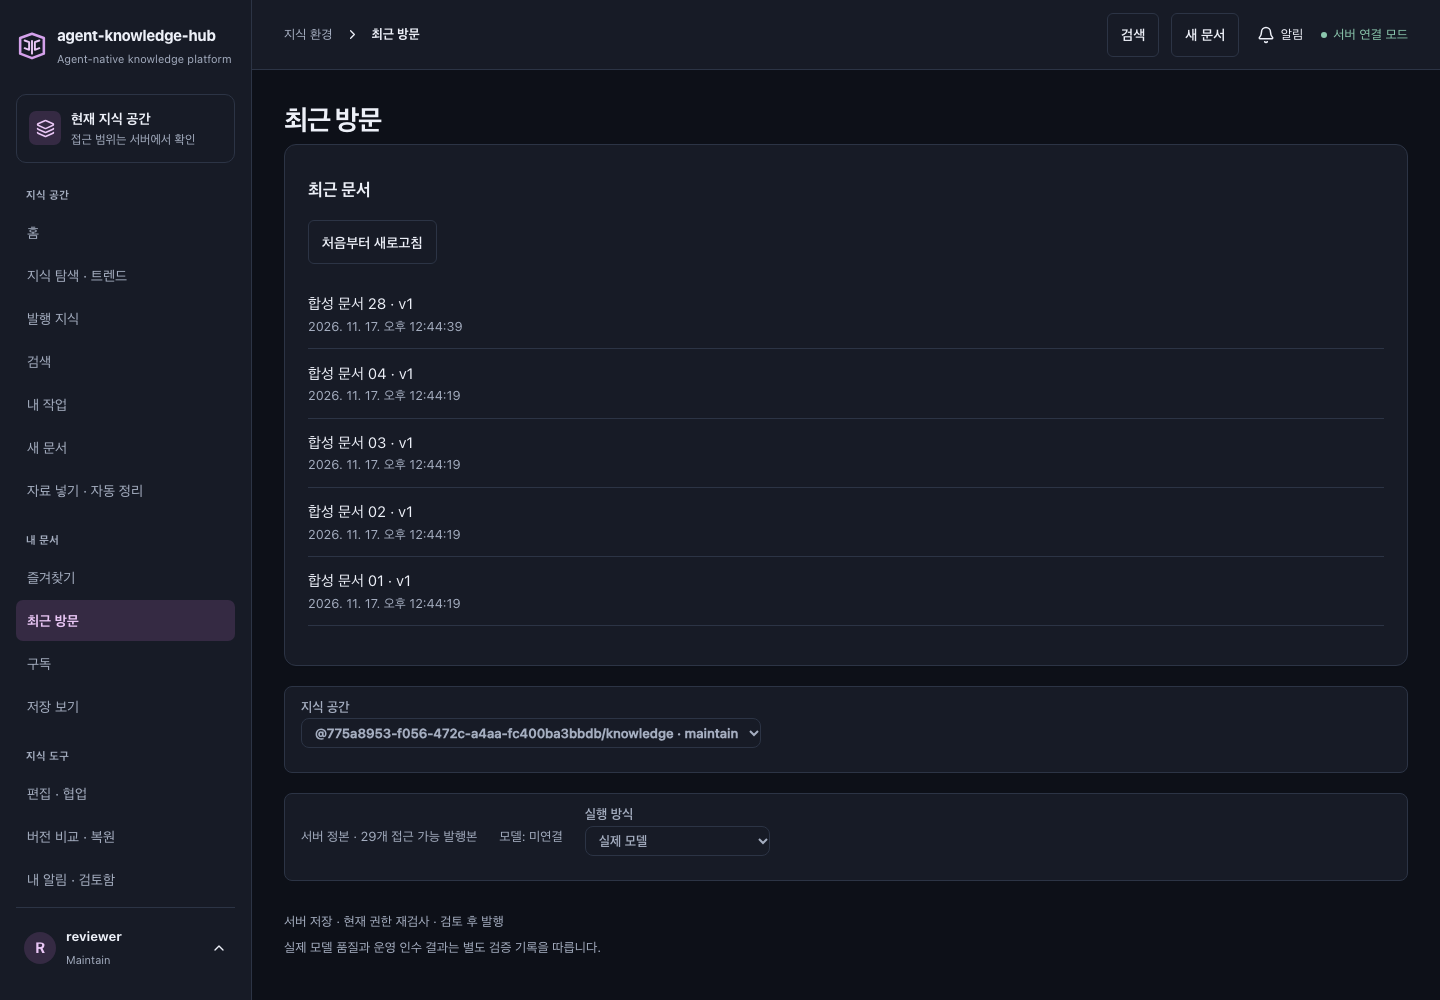 agent-knowledge-hub
Agent-native knowledge platform
현재 지식 공간
접근 범위는 서버에서 확인
지식 공간
홈
지식 탐색 · 트렌드
발행 지식
검색
내 작업
새 문서
자료 넣기 · 자동 정리
내 문서
즐겨찾기
최근 방문
구독
저장 보기
지식 도구
편집 · 협업
버전 비교 · 복원
내 알림 · 검토함
R
reviewer
Maintain
지식 환경 > 최근 방문
검색
새 문서
알림
서버 연결 모드
최근 방문
최근 문서
처음부터 새로고침
합성 문서 28 · v1
2026. 11. 17. 오후 12:44:39
합성 문서 04 · v1
2026. 11. 17. 오후 12:44:19
합성 문서 03 · v1
2026. 11. 17. 오후 12:44:19
합성 문서 02 · v1
2026. 11. 17. 오후 12:44:19
합성 문서 01 · v1
2026. 11. 17. 오후 12:44:19
지식 공간
@775a8953-f056-472c-a4aa-fc400ba3bbdb/knowledge · maintain
서버 정본 · 29개 접근 가능 발행본
모델: 미연결
실행 방식
실제 모델
서버 저장 · 현재 권한 재검사 · 검토 후 발행
실제 모델 품질과 운영 인수 결과는 별도 검증 기록을 따릅니다.